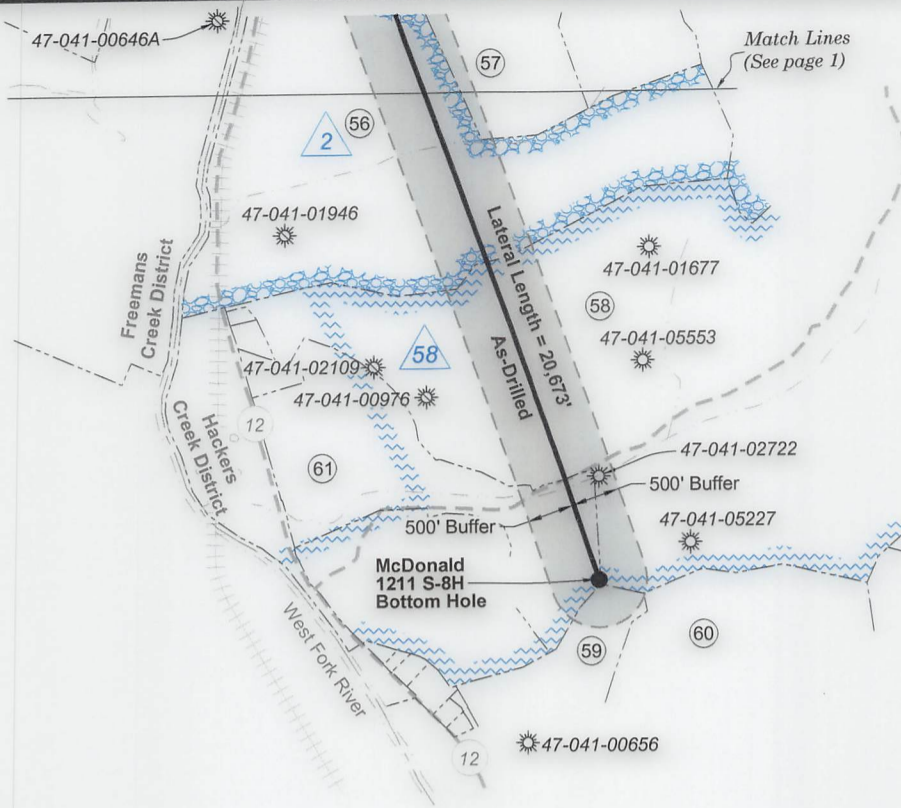 47-041-00646A
57
Match Lines
(See page 1)
56
2
47-041-01946
Lateral Length = 20,673'
As-Drilled
47-041-01677
Freemans
Creek District
58
47-041-05553
58
47-041-02109
47-041-00976
Hackers
Creek District
12
47-041-02722
61
500' Buffer
500' Buffer
47-041-05227
McDonald
1211 S-8H
Bottom Hole
West Fork River
59
60
47-041-00656
12